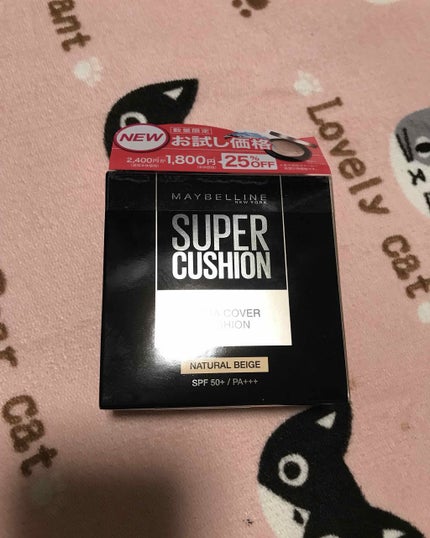 ant
NEW
数量限定
お試し価格
2,400円が1,800円
25%OFF
MAYBELLINE
NEW YORK
SUPER
CUSHION
COVER
NATURAL BEIGE
SPF 50+ / PA+++
Lovely cat
cat